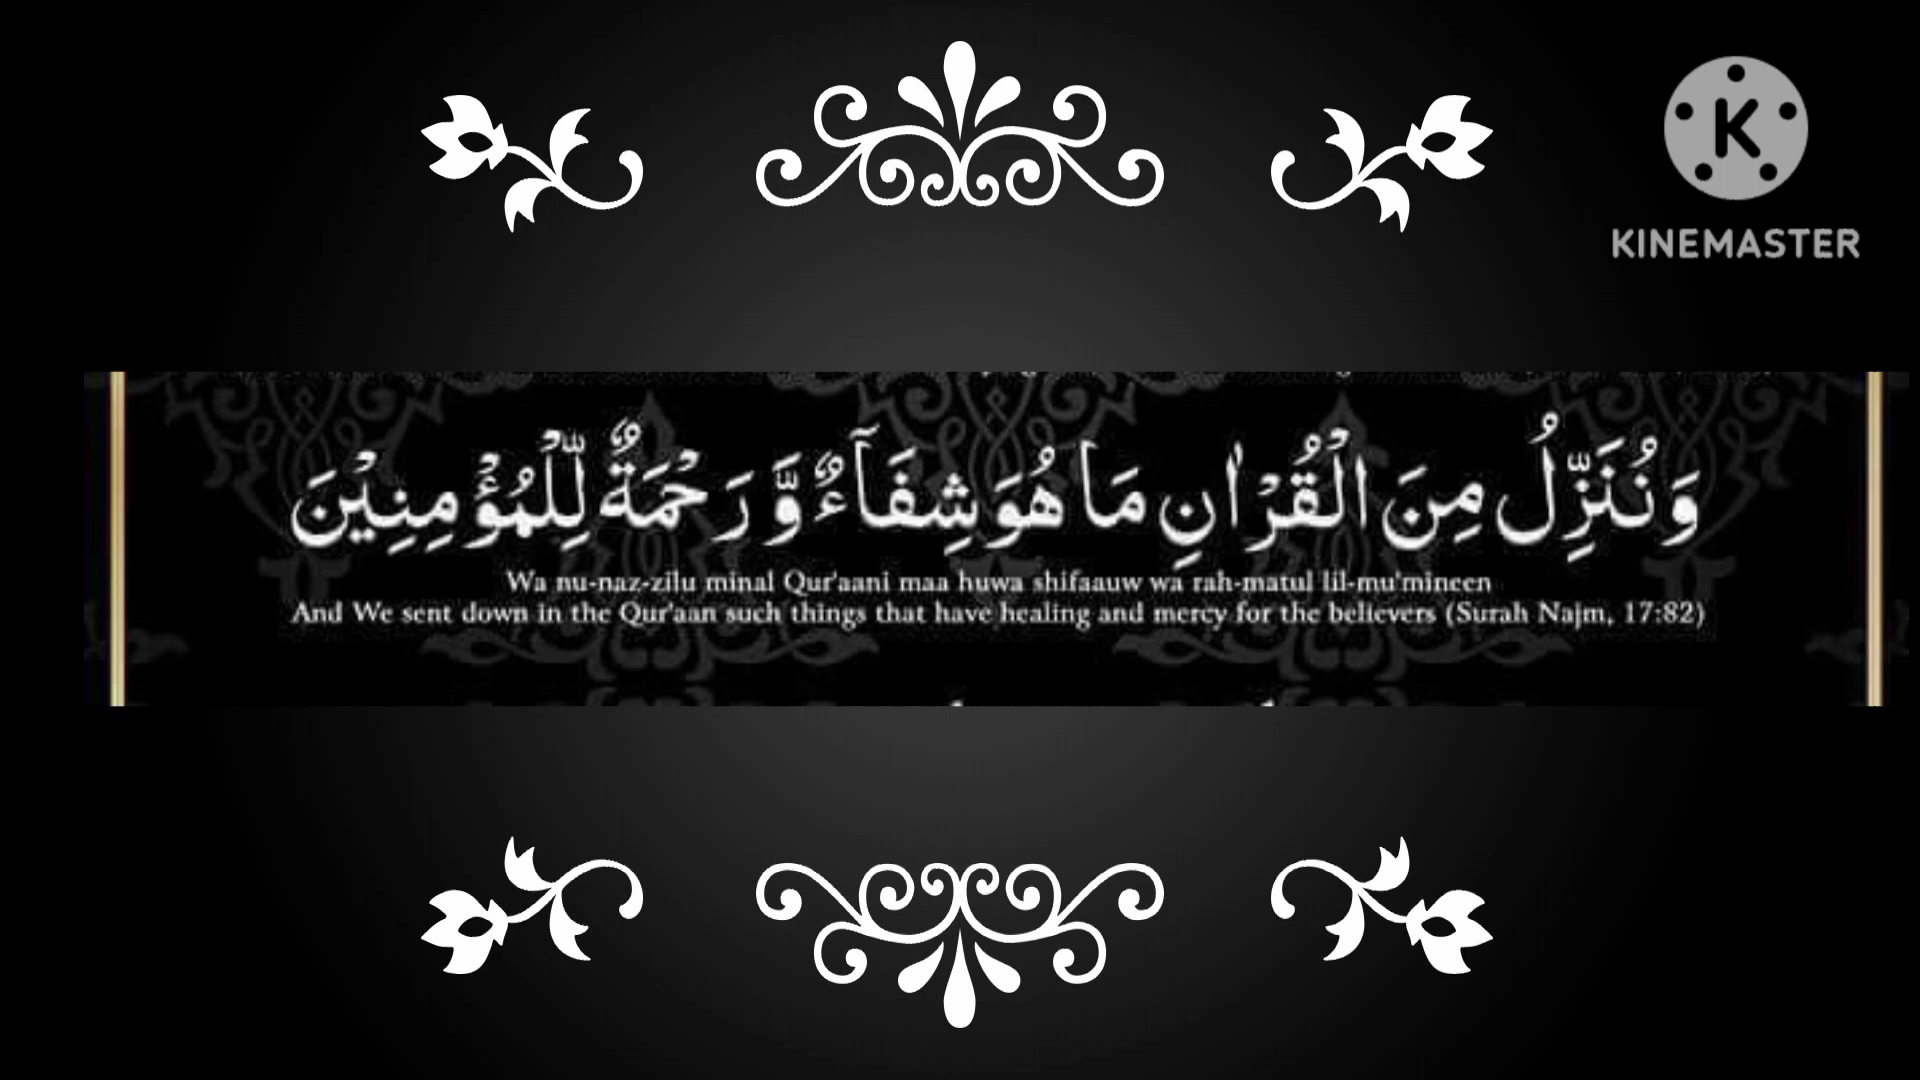 KINEMASTER
وَنُنَزِّلُ مِنَ الْقُرْاٰنِ مَا هُوَ شِفَآءٌ وَّ رَحْمَةٌ لِّلْمُؤْمِنِيْنَ
Wa nu-naz-zilu minal Qur'aani maa huwa shifaauw wa rah-matul lil-mu'mineen
And We sent down in the Qur'aan such things that have healing and mercy for the believers (Surah Najm, 17:82)